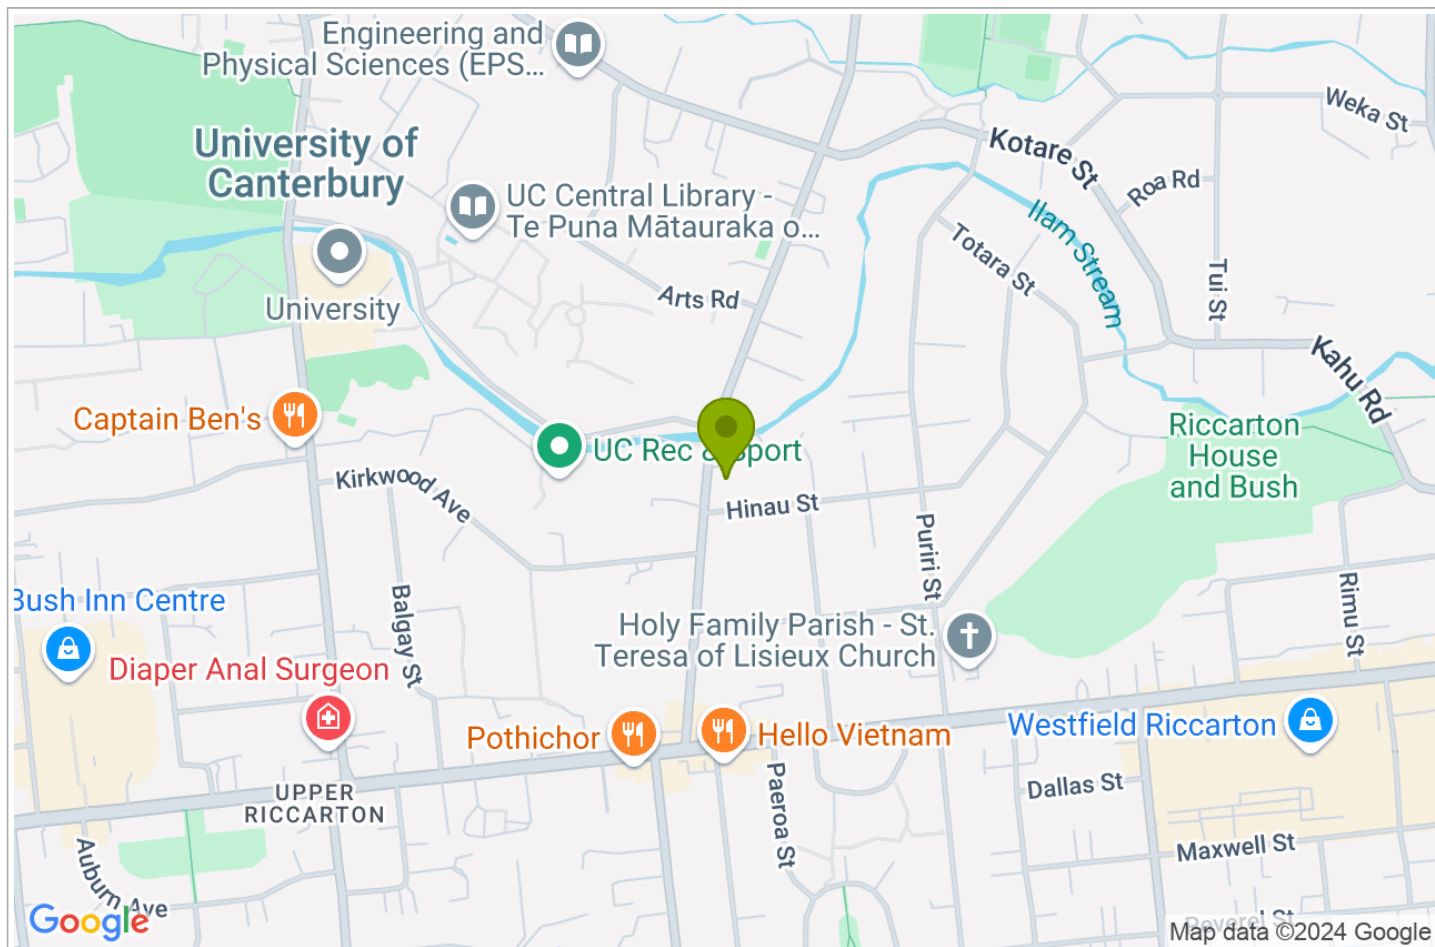 Engineering and
Physical Sciences (EPS...
Weka St
University of
Canterbury
Kotare St
Roa Rd
UC Central Library -
Te Puna Mātauraka o...
Ilam Stream
Totara St
Tui St
University
Arts Rd
Kahu Rd
Captain Ben's
UC Rec & Sport
Riccarton
House
and Bush
Kirkwood Ave
Hinau St
Puriri St
Bush Inn Centre
Balgay St
Rimu St
Holy Family Parish - St.
Teresa of Lisieux Church
Diaper Anal Surgeon
Pothichor
Hello Vietnam
Westfield Riccarton
UPPER
RICCARTON
Paeroa St
Dallas St
Maxwell St
Auburn Ave
Google
Peverel St
Map data ©2024 Google